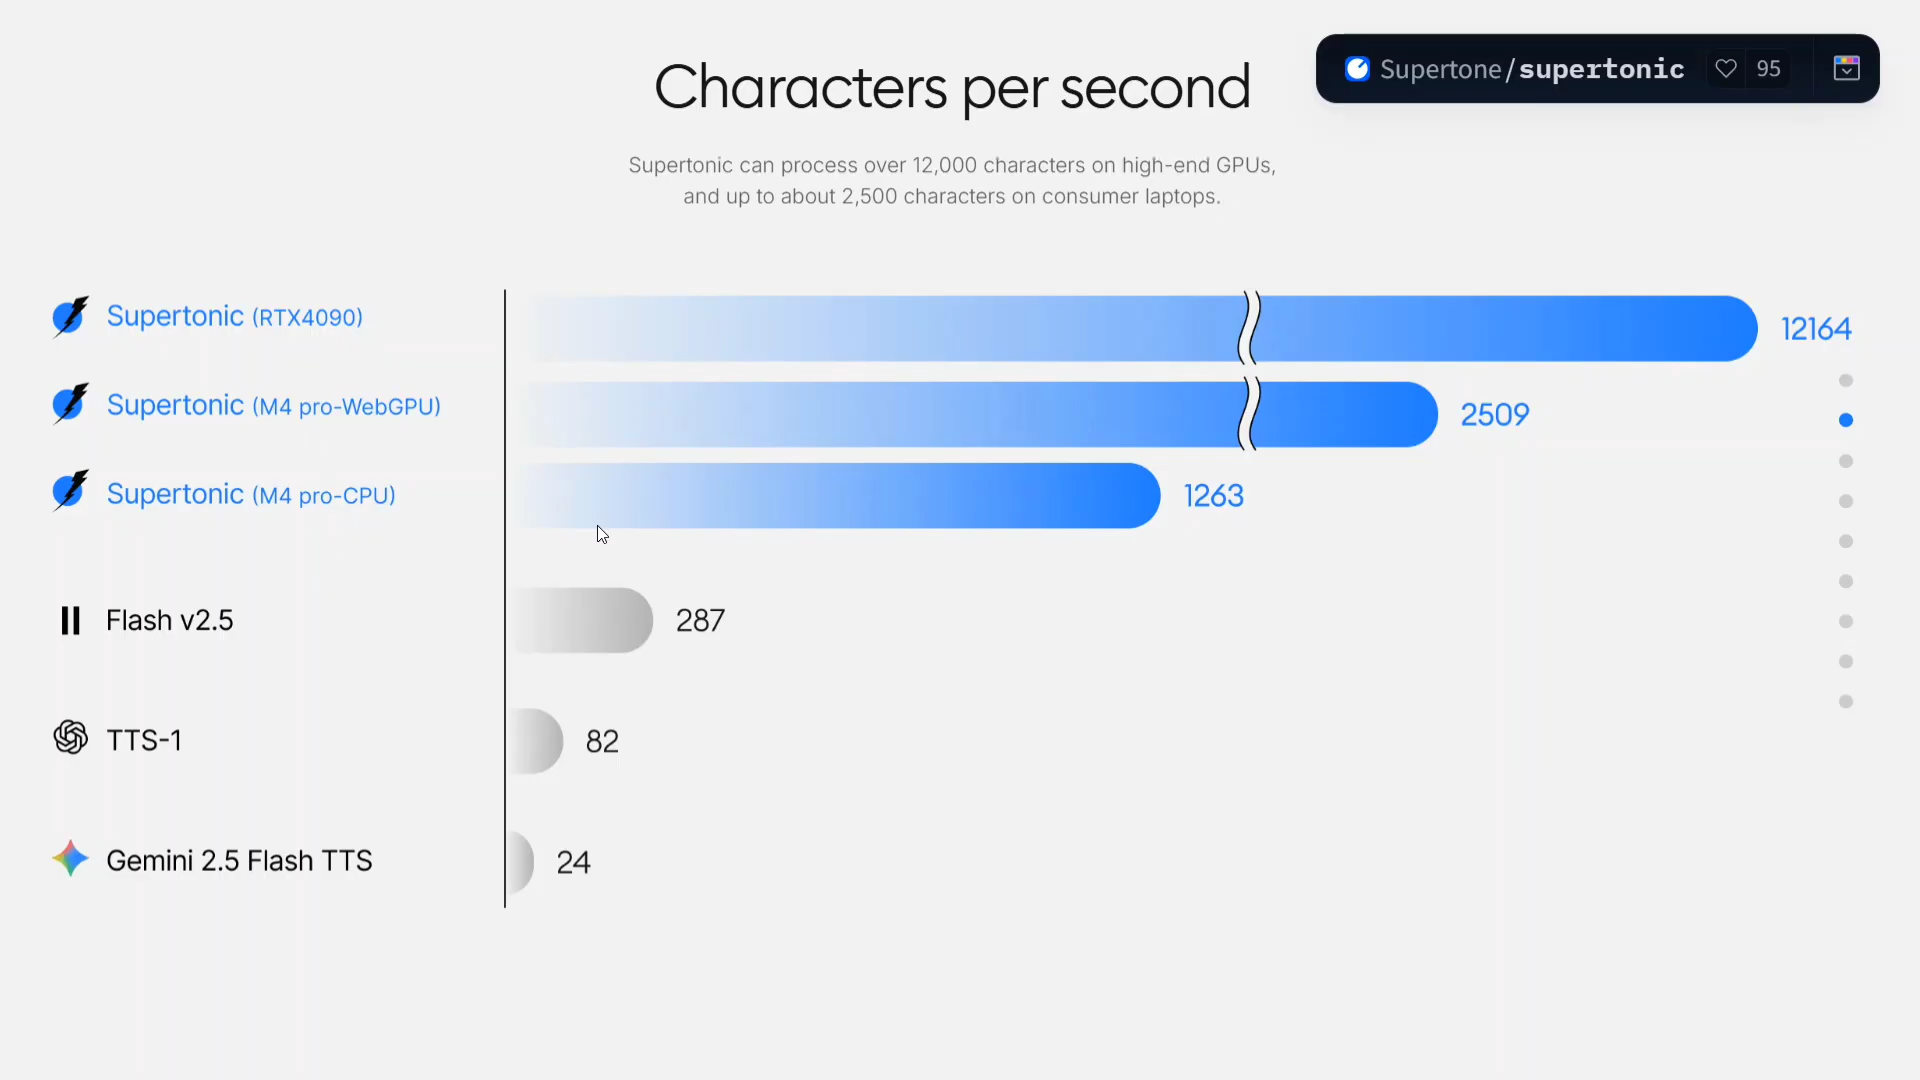 Characters per second
Supertone/supertonic
95
Supertonic can process over 12,000 characters on high-end GPUs,
and up to about 2,500 characters on consumer laptops.
Supertonic (RTX4090)
12164
Supertonic (M4 pro-WebGPU)
2509
Supertonic (M4 pro-CPU)
1263
Flash v2.5
287
TTS-1
82
Gemini 2.5 Flash TTS
24